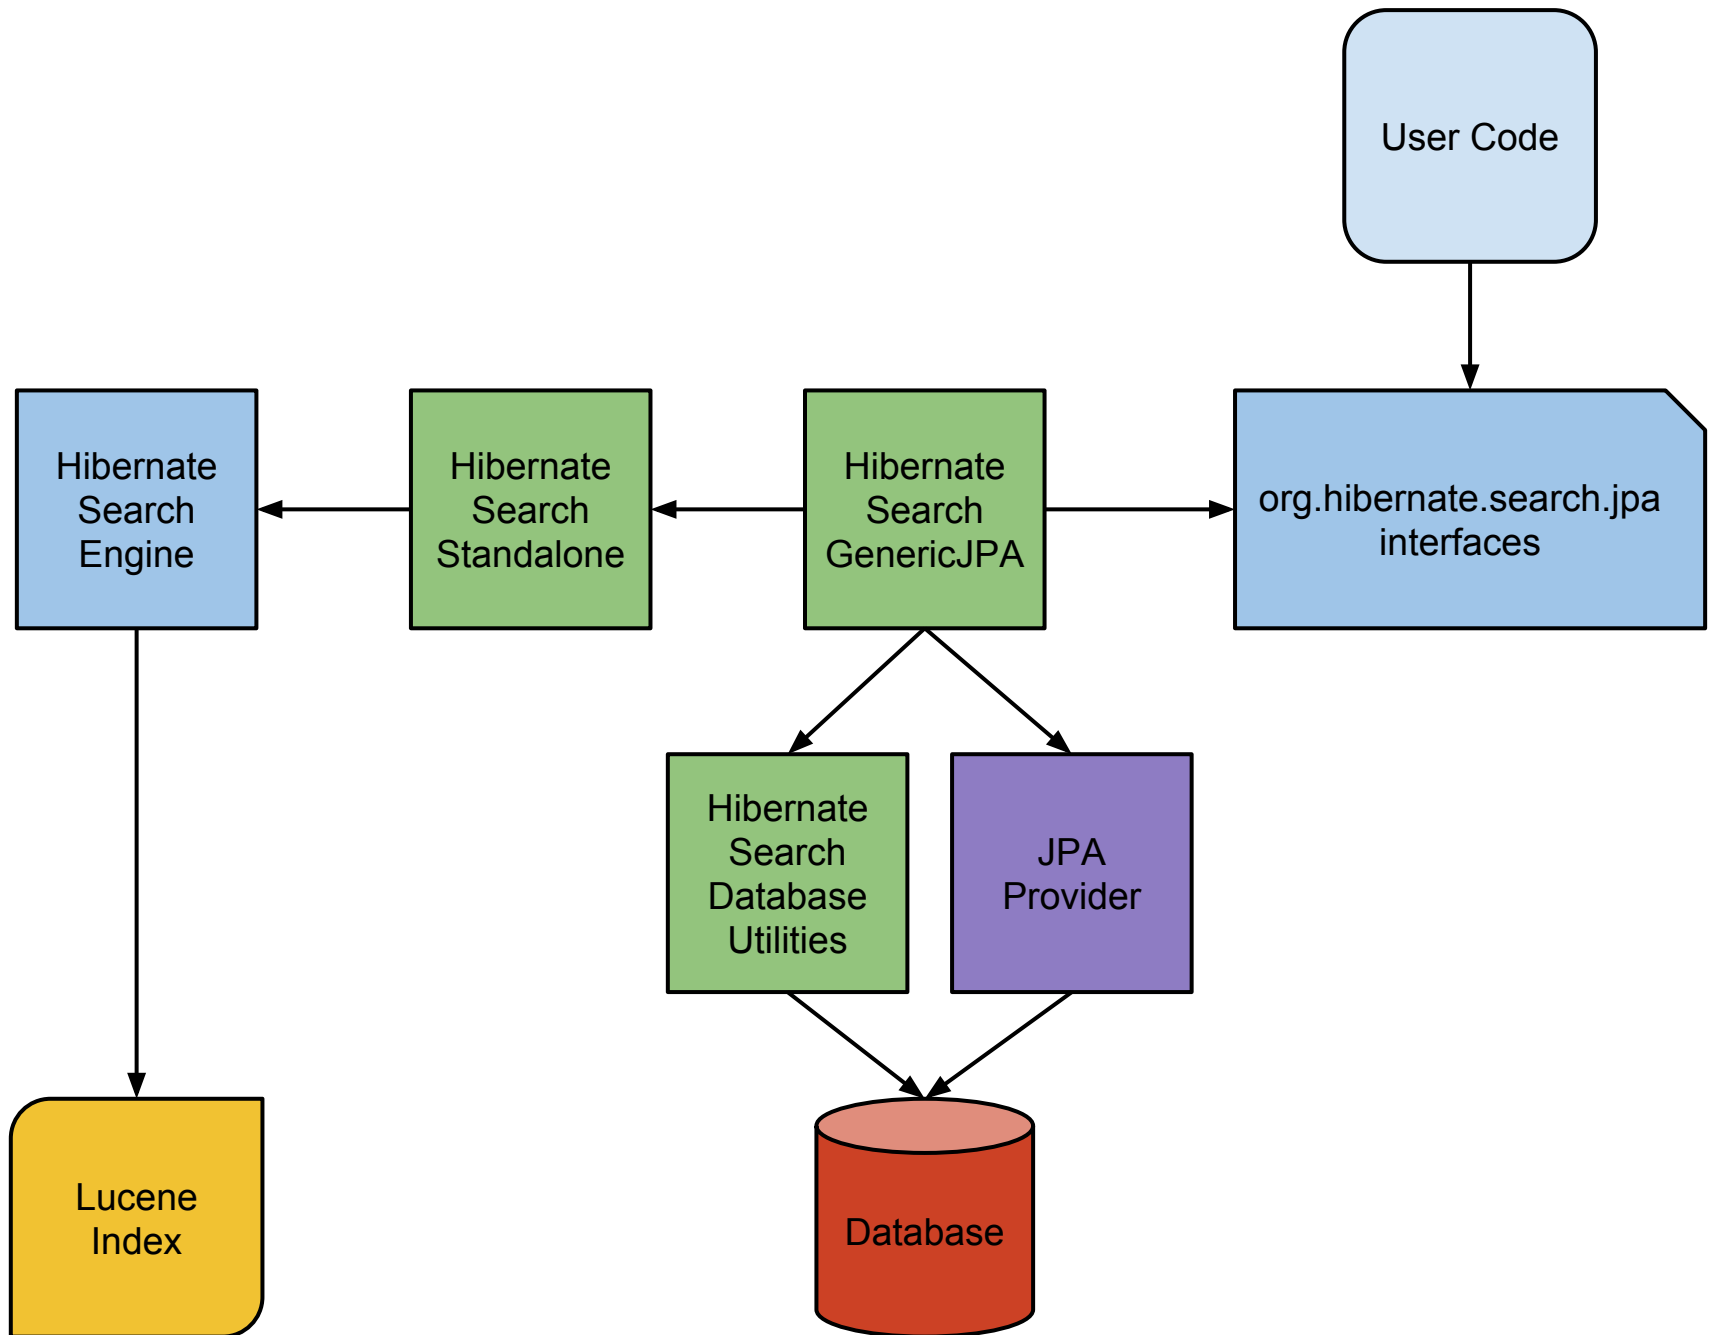 User Code
Hibernate
Search
Engine
Hibernate
Search
Standalone
Hibernate
Search
GenericJPA
org.hibernate.search.jpa
interfaces
Hibernate
Search
Database
Utilities
JPA
Provider
Lucene
Index
Database